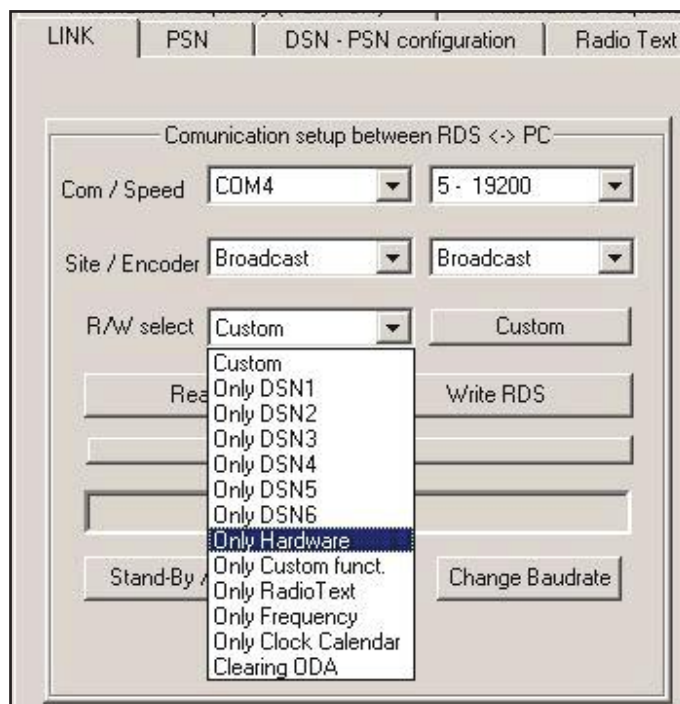 LINK PSN DSN - PSN configuration Radio Text
Comunication setup between RDS <-> PC
Com / Speed COM4 5 - 19200
Site / Encoder Broadcast Broadcast
R/W select Custom Custom
Custom
Only DSN1
Only DSN2
Only DSN3
Only DSN4
Only DSN5
Only DSN6
Only Hardware
Only Custom funct.
Only RadioText
Only Frequency
Only Clock Calendar
Clearing ODA
Write RDS
Stand-By Change Baudrate